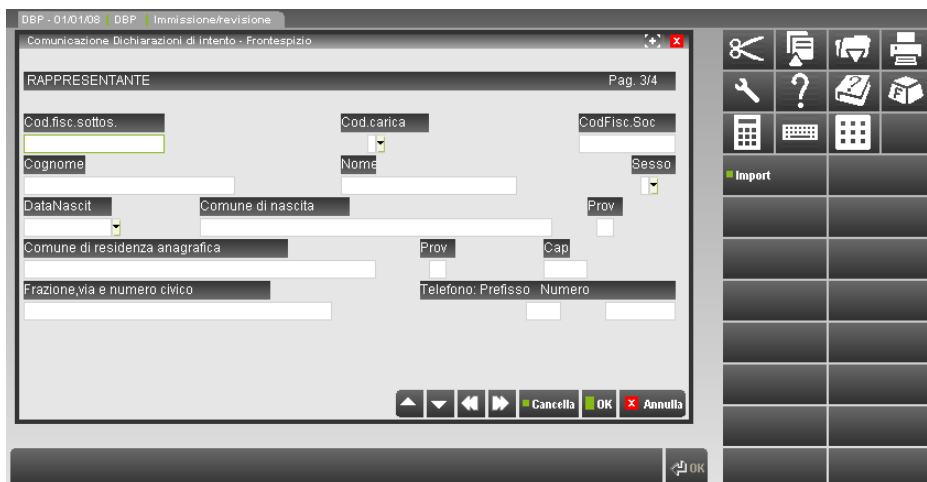 DBP - 01/01/08 DBP Immissione/revisione
Comunicazione Dichiarazioni di intento - Frontespizio
RAPPRESENTANTE Pag. 3/4
Cod.fisc.sottos. Cod.carica CodFisc.Soc
Cognome Nome Sesso
DataNascit Comune di nascita Prov
Comune di residenza anagrafica Prov Cap
Frazione,via e numero civico Telefono: Prefisso Numero
Cancella OK X Annulla
OK
Import